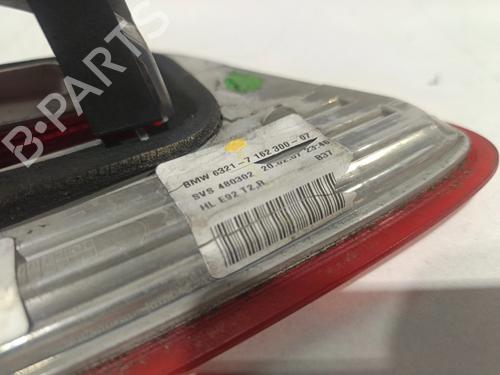 B-PARTS
BMW 6321-7 162 300-07
SVS 480302 20.02.07 23:46
HL E92 T2.R B37